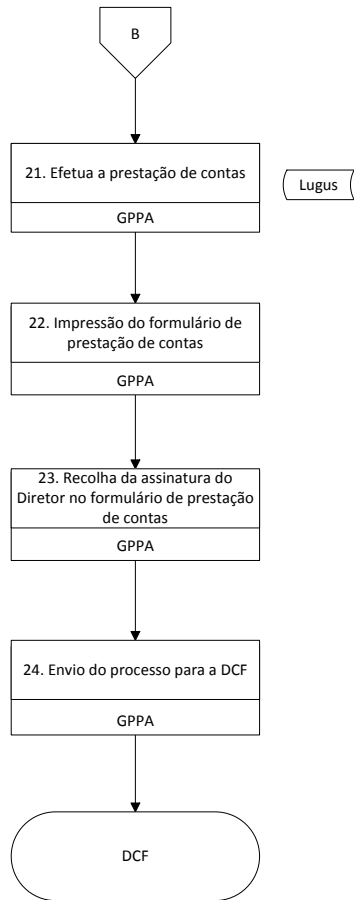 B
21. Efetua a prestação de contas
Lugus
GPPA
22. Impressão do formulário de
prestação de contas
GPPA
23. Recolha da assinatura do
Diretor no formulário de prestação
de contas
GPPA
24. Envio do processo para a DCF
GPPA
DCF